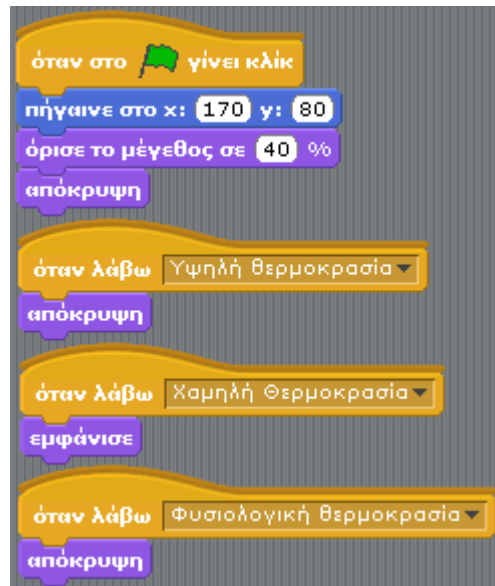 όταν στο γίνει κλίκ
πήγαινε στο x: 170 y: 80
όρισε το μέγεθος σε 40 %
απόκρυψη
όταν λάβω Υψηλή θερμοκρασία
απόκρυψη
όταν λάβω Χαμηλή Θερμοκρασία
εμφάνισε
όταν λάβω Φυσιολογική θερμοκρασία
απόκρυψη